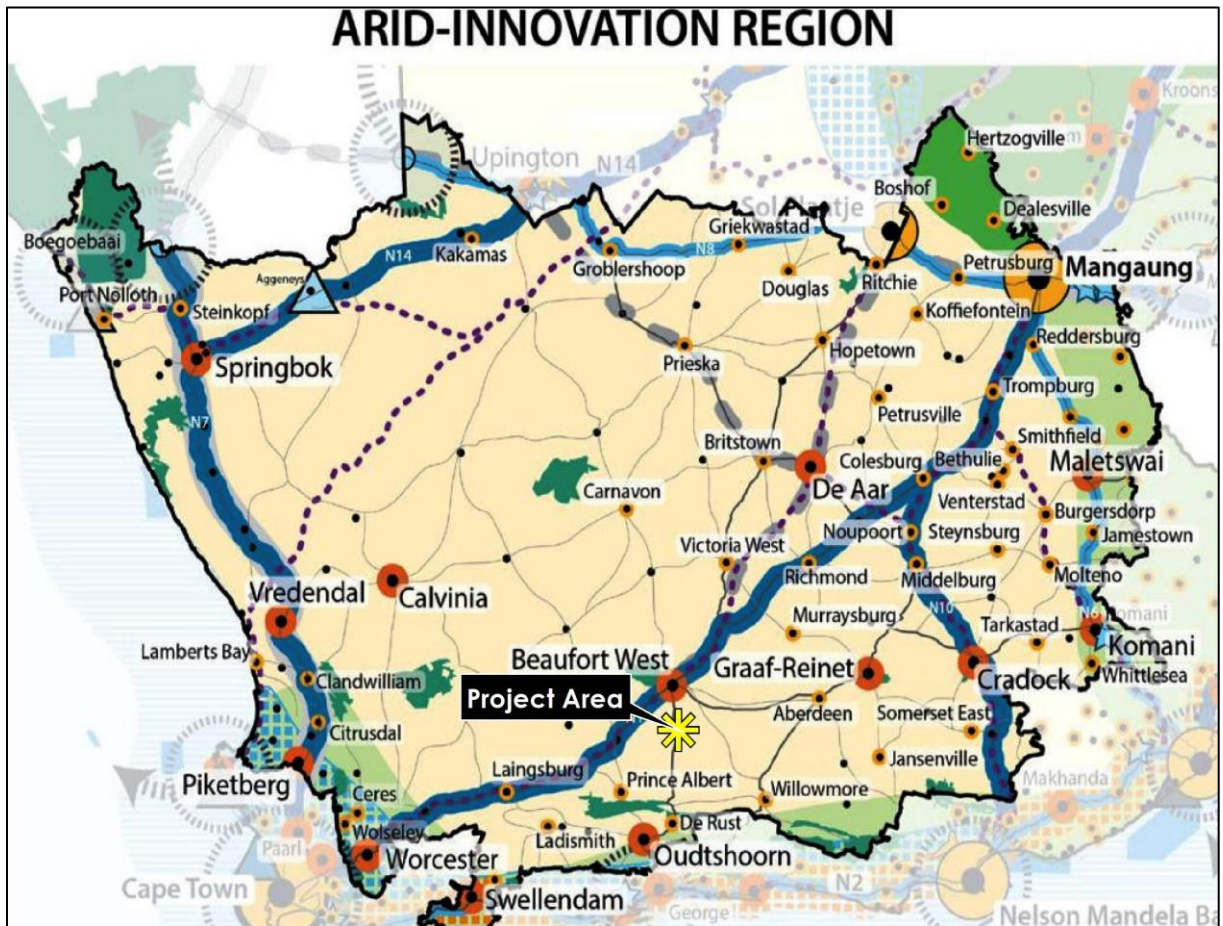 ARID-INNOVATION REGION
Kroons
Hertzogville
Upington
N14
Boshof
Sol Plaatje
Dealesville
Griekwastad
Boegoebaai
Kakamas
N14
N8
Petrusburg
Mangaung
Aggeneys
Groblershoop
Ritchie
Douglas
Port Nolloth
Steinkopf
Koffiefontein
Reddersburg
Hopetown
Prieska
Springbok
Trompburg
Petrusville
N7
Smithfield
Britstown
Colesburg
Bethulie
Maletswai
De Aar
Carnavon
Venterstad
Burgersdorp
Noupoort
Steynsburg
Jamestown
Victoria West
Richmond
Middelburg
Molteno
Vredendal
Calvinia
N10
N6
Komani
Murraysburg
Tarkastad
Lamberts Bay
Beaufort West
Graaf-Reinet
Komani
Cradock
Whittlesea
Clandwilliam
Project Area
Aberdeen
Somerset East
Citrusdal
Jansenville
Piketberg
Laingsburg
Prince Albert
Willowmore
Makhanda
Ceres
De Rust
Wolseley
Ladismith
Paarl
Worcester
Oudtshoorn
Cape Town
N2
Swellendam
George
Nelson Mandela Ba